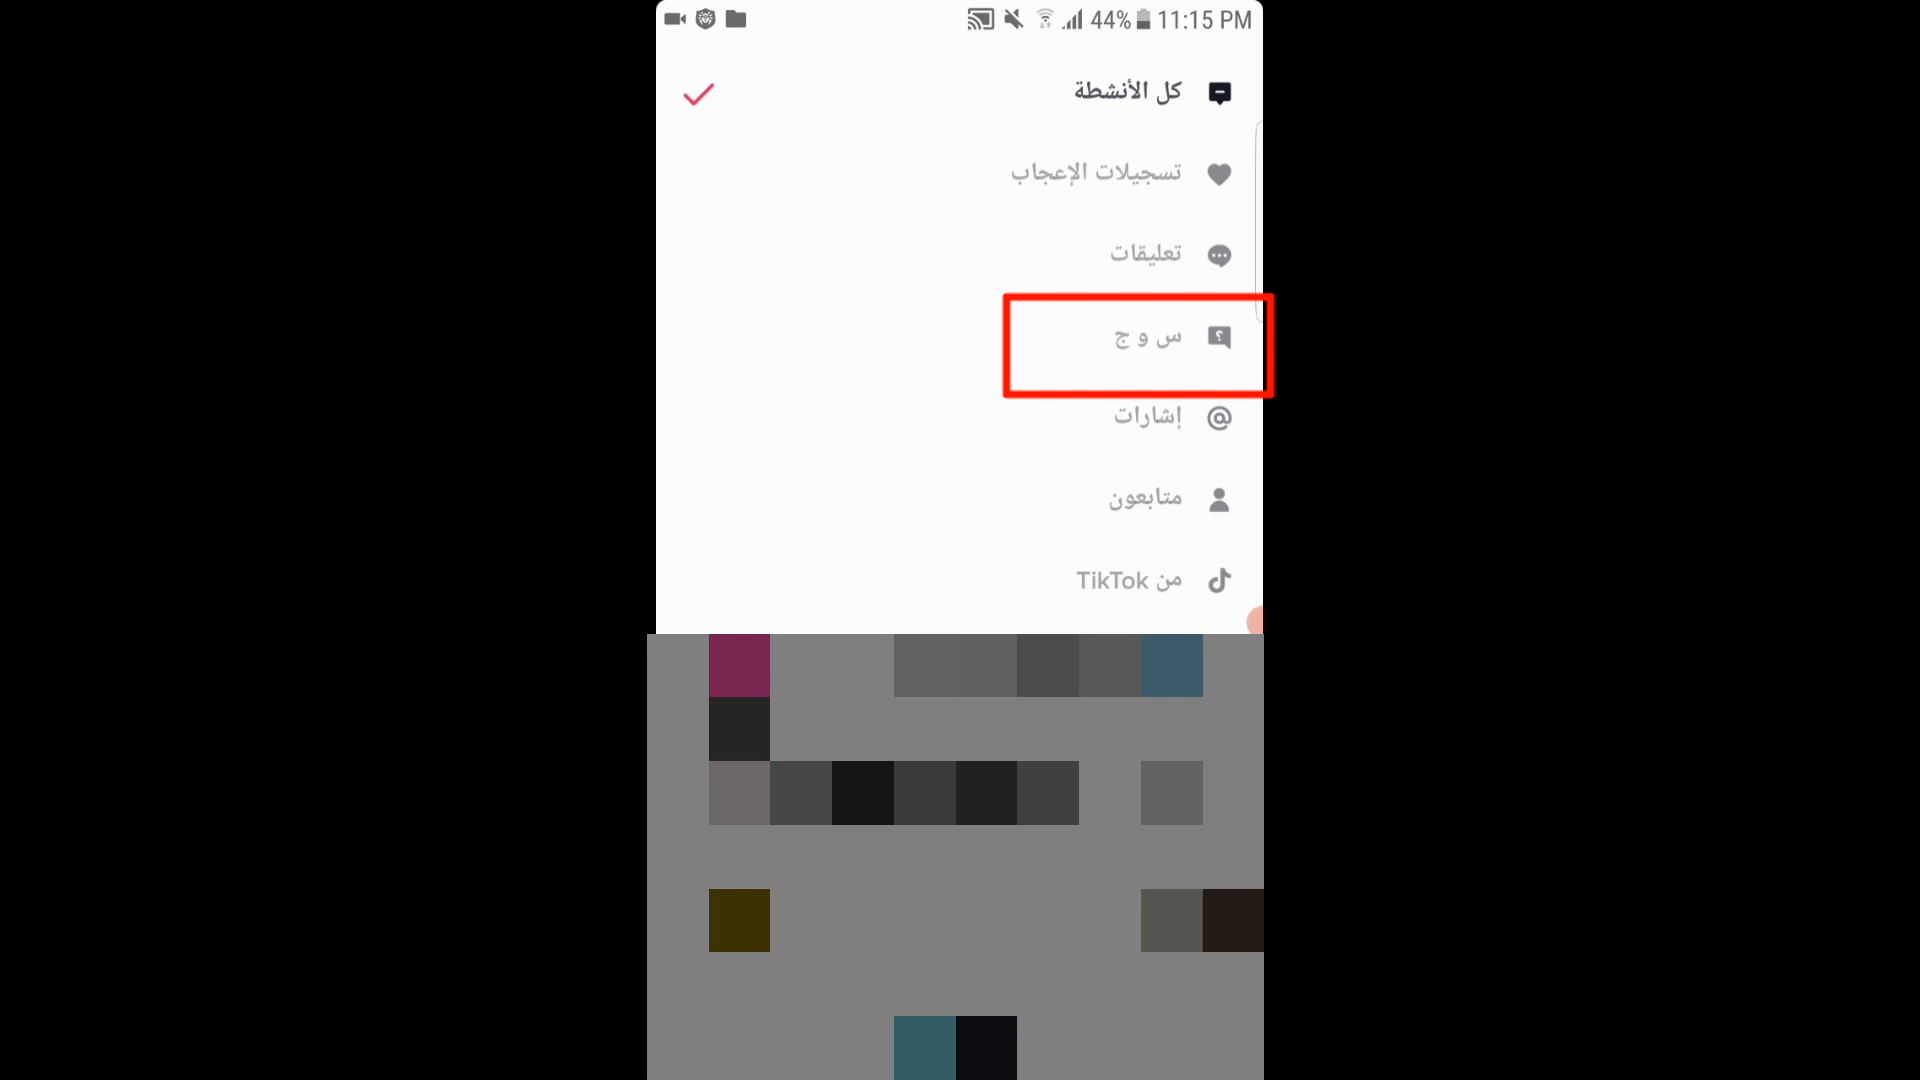 44% 11:15 PM
كل الأنشطة
تسجيلات الإعجاب
تعليقات
س و ج
إشارات
متابعون
من TikTok